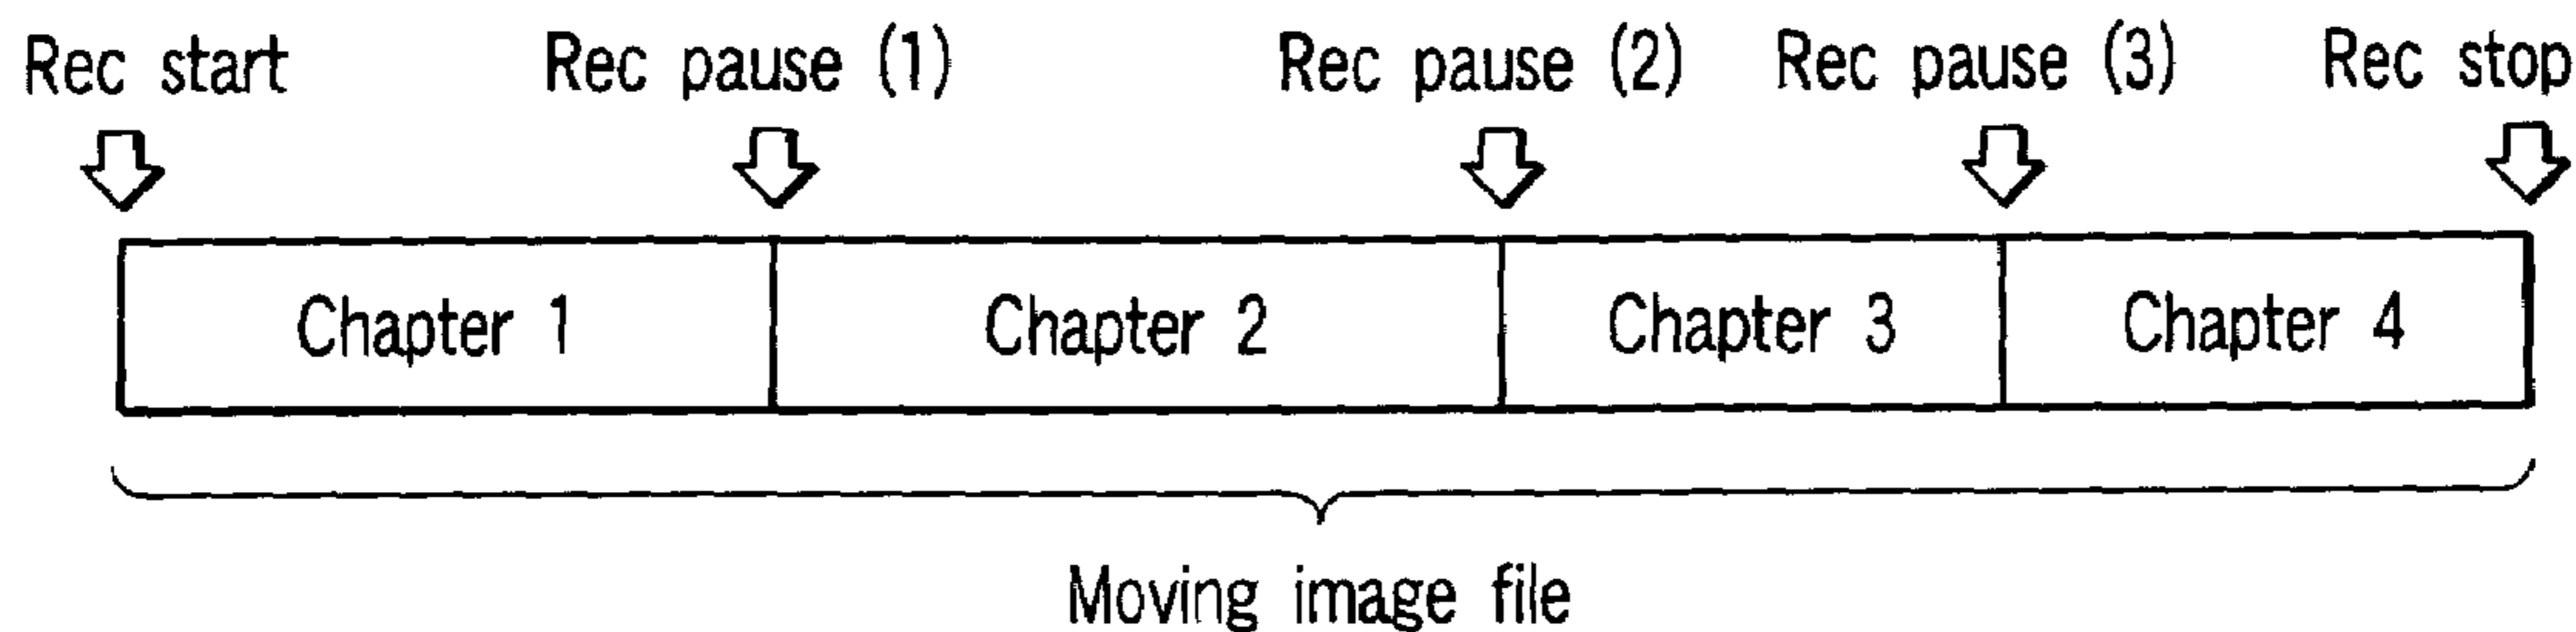 Rec start Rec pause (1) Rec pause (2) Rec pause (3) Rec stop
Chapter 1 Chapter 2 Chapter 3 Chapter 4
Moving image file